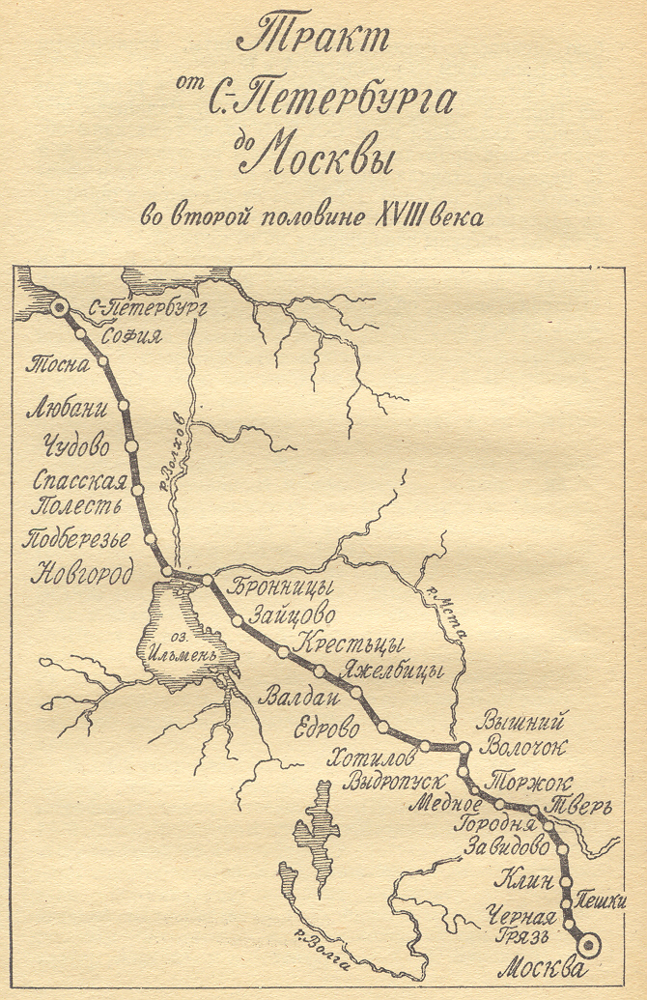 Тракт
от С.-Петербурга
до Москвы
во второй половине XVIII века
С-Петербург
София
Тосна
Любани
Чудово
р. Волхов
Спасская
Полесть
Подберезье
Новгород
Бронницы
р. Мста
Зайцово
оз.
Ильмень
Крестьцы
Яжелбицы
Валдаи
Едрово
Вышний
Волочок
Хотилов
Выдропуск
Торжок
Медное
Тверь
Городня
Завидово
Клин
Пешки
Черная
Грязь
р. Волга
Москва